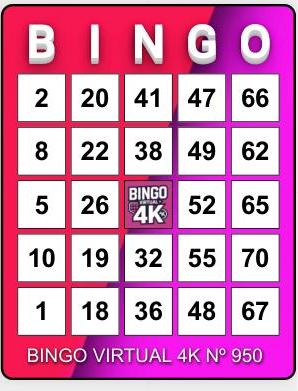 B I N G O
2 20 41 47 66
8 22 38 49 62
5 26 BINGO VIRTUAL 4K 52 65
10 19 32 55 70
1 18 36 48 67
BINGO VIRTUAL 4K Nº 950